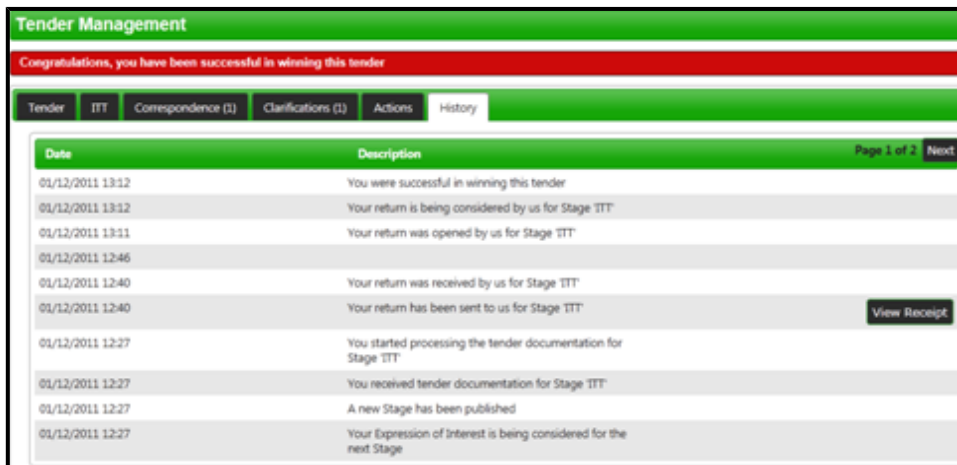 Tender Management
Congratulations, you have been successful in winning this tender
Tender ITT Correspondence (1) Clarifications (1) Actions History
Date Description Page 1 of 2 Next
01/12/2011 13:12 You were successful in winning this tender
01/12/2011 13:12 Your return is being considered by us for Stage 'ITT'
01/12/2011 13:11 Your return was opened by us for Stage 'ITT'
01/12/2011 12:46
01/12/2011 12:40 Your return was received by us for Stage 'ITT'
01/12/2011 12:40 Your return has been sent to us for Stage 'ITT' View Receipt
01/12/2011 12:27 You started processing the tender documentation for
Stage 'ITT'
01/12/2011 12:27 You received tender documentation for Stage 'ITT'
01/12/2011 12:27 A new Stage has been published
01/12/2011 12:27 Your Expression of Interest is being considered for the
next Stage